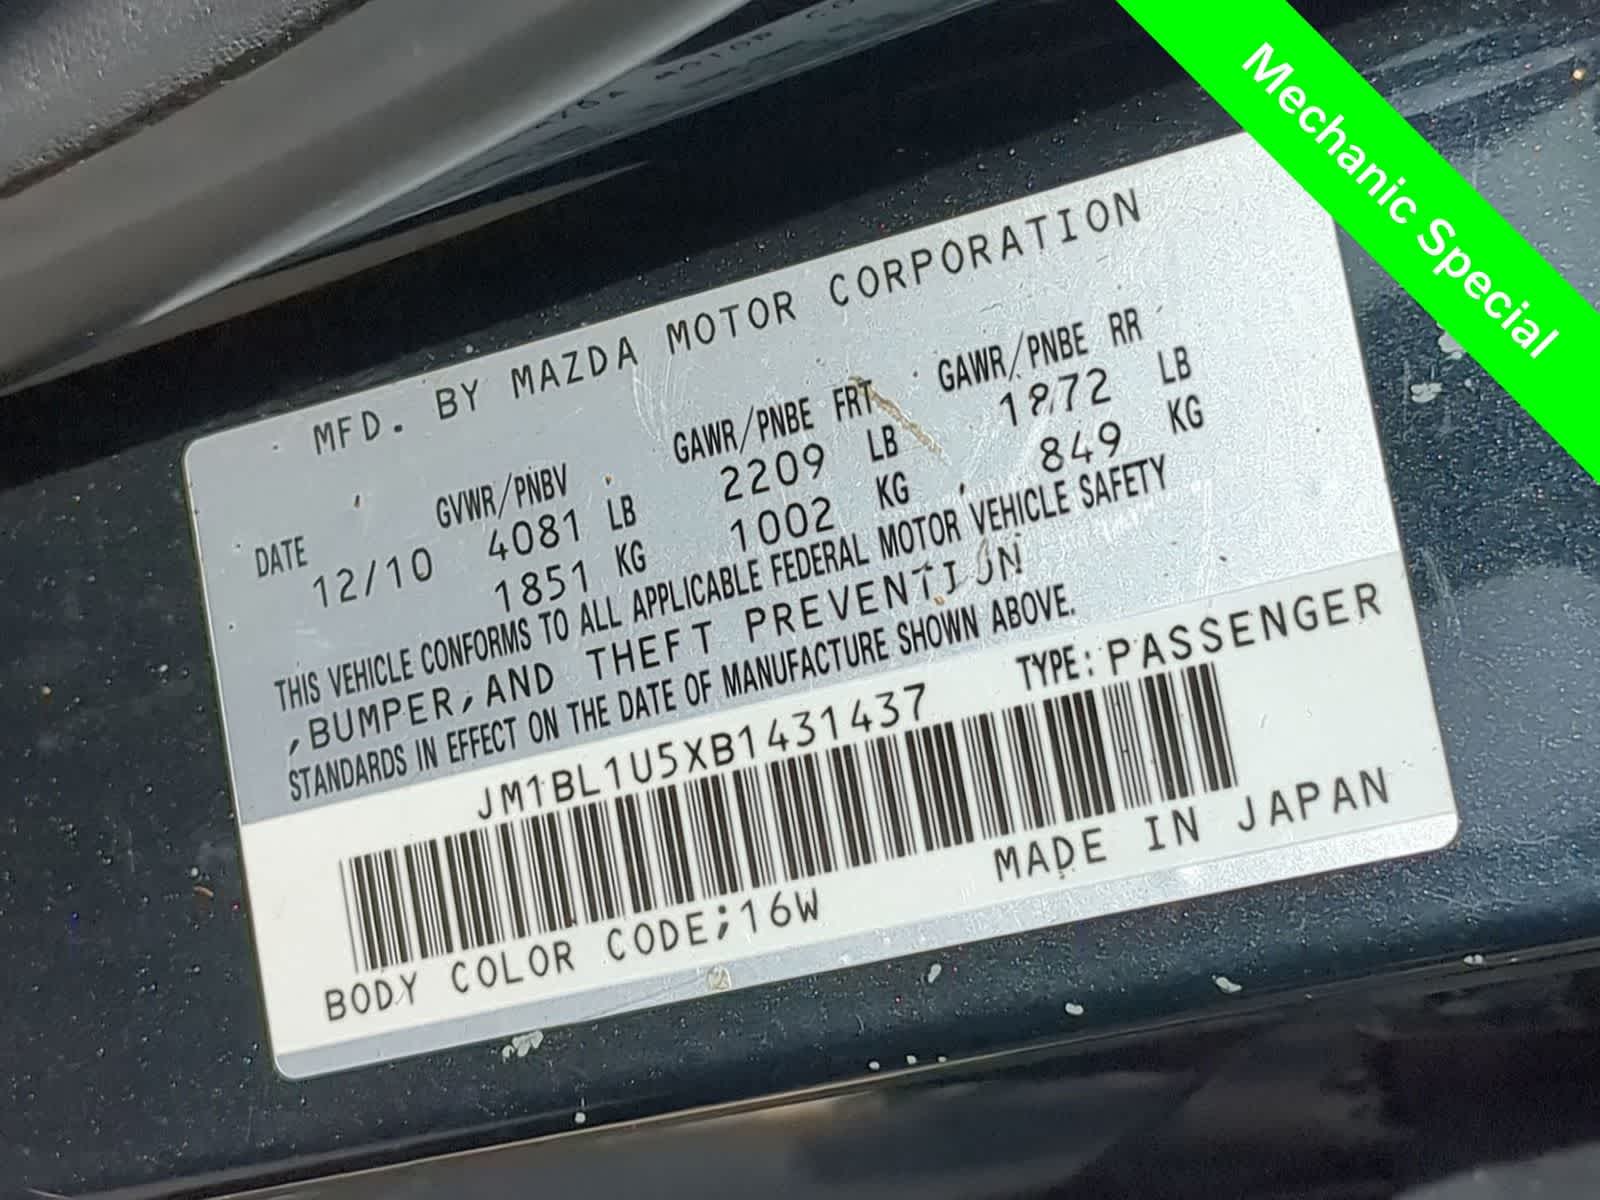 Mechanic Special
MFD. BY MAZDA MOTOR CORPORATION
DATE GVWR/PNBV GAWR/PNBE FRT GAWR/PNBE RR
12/10 4081 LB 2209 LB 1872 LB
1851 KG 1002 KG 849 KG
THIS VEHICLE CONFORMS TO ALL APPLICABLE FEDERAL MOTOR VEHICLE SAFETY
,BUMPER,AND THEFT PREVENTION
STANDARDS IN EFFECT ON THE DATE OF MANUFACTURE SHOWN ABOVE.
JM1BL1U5XB1431437 TYPE:PASSENGER
BODY COLOR CODE;16W MADE IN JAPAN